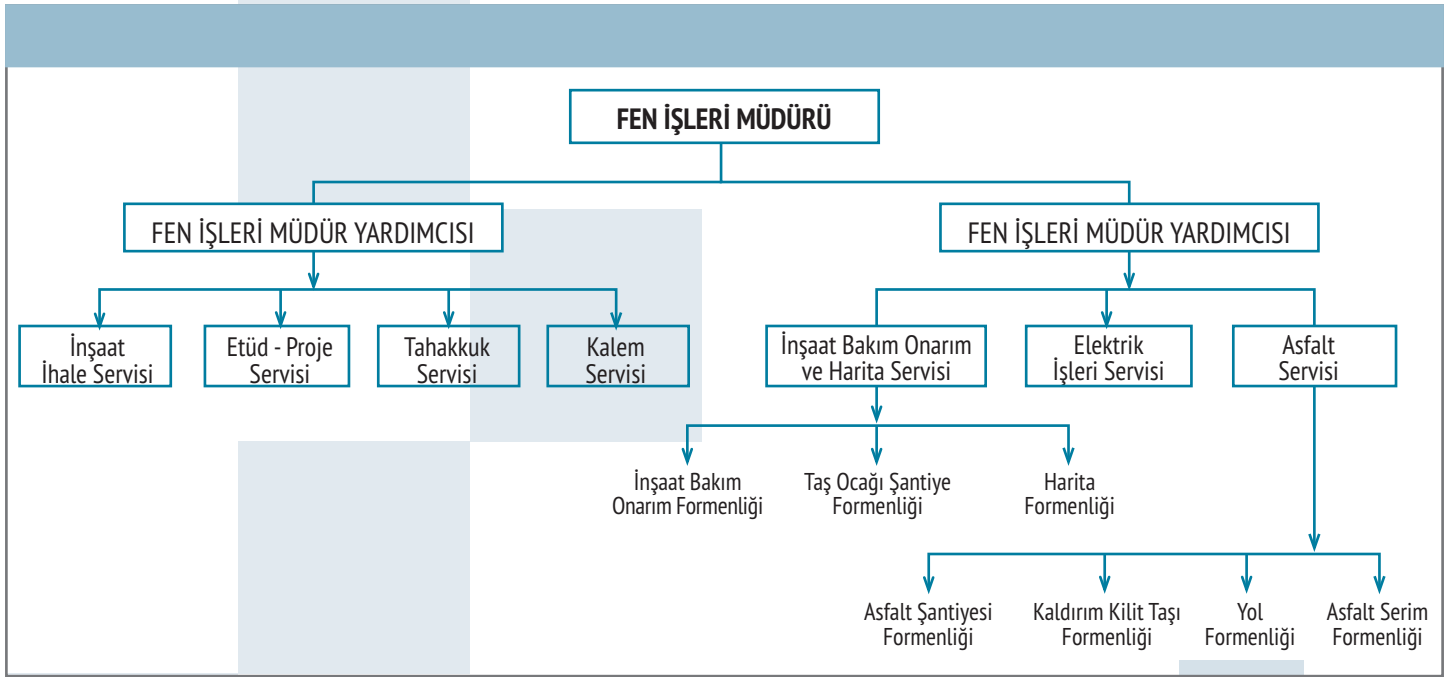 FEN İŞLERİ MÜDÜRÜ
FEN İŞLERİ MÜDÜR YARDIMCISI
FEN İŞLERİ MÜDÜR YARDIMCISI
İnşaat
İhale Servisi
Etüd - Proje
Servisi
Tahakkuk
Servisi
Kalem
Servisi
İnşaat Bakım Onarım
ve Harita Servisi
Elektrik
İşleri Servisi
Asfalt
Servisi
İnşaat Bakım
Onarım Formenliği
Taş Ocağı Şantiye
Formenliği
Harita
Formenliği
Asfalt Şantiyesi
Formenliği
Kaldırım Kilit Taşı
Formenliği
Yol
Formenliği
Asfalt Serim
Formenliği